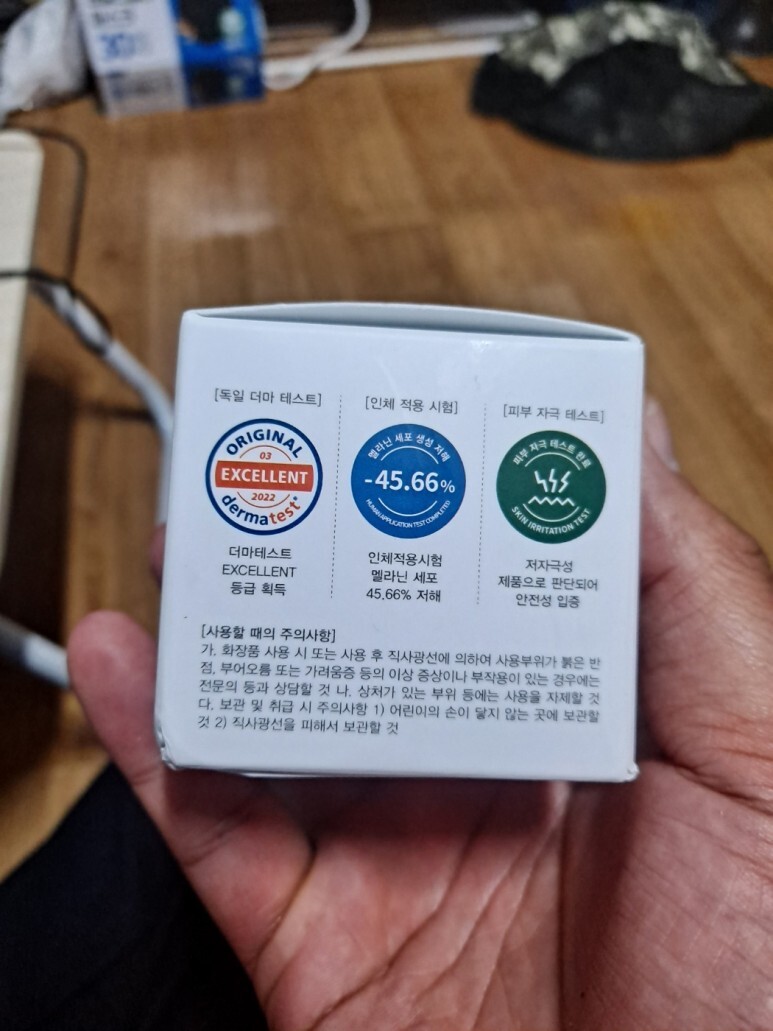 [독일 더마 테스트]
ORIGINAL
03
EXCELLENT
2022
dermatest®
더마테스트
EXCELLENT
등급 획득
[인체 적용 시험]
멜라닌 세포 생성 저해
-45.66%
HUMAN APPLICATION TEST COMPLETED
인체적용시험
멜라닌 세포
45.66% 저해
[피부 자극 테스트]
피부 자극 테스트 완료
SKIN IRRITATION TEST
저자극성
제품으로 판단되어
안전성 입증
[사용할 때의 주의사항]
가. 화장품 사용 시 또는 사용 후 직사광선에 의하여 사용부위가 붉은 반
점, 부어오름 또는 가려움증 등의 이상 증상이나 부작용이 있는 경우에는
전문의 등과 상담할 것 나. 상처가 있는 부위 등에는 사용을 자제할 것
다. 보관 및 취급 시 주의사항 1) 어린이의 손이 닿지 않는 곳에 보관할
것 2) 직사광선을 피해서 보관할 것